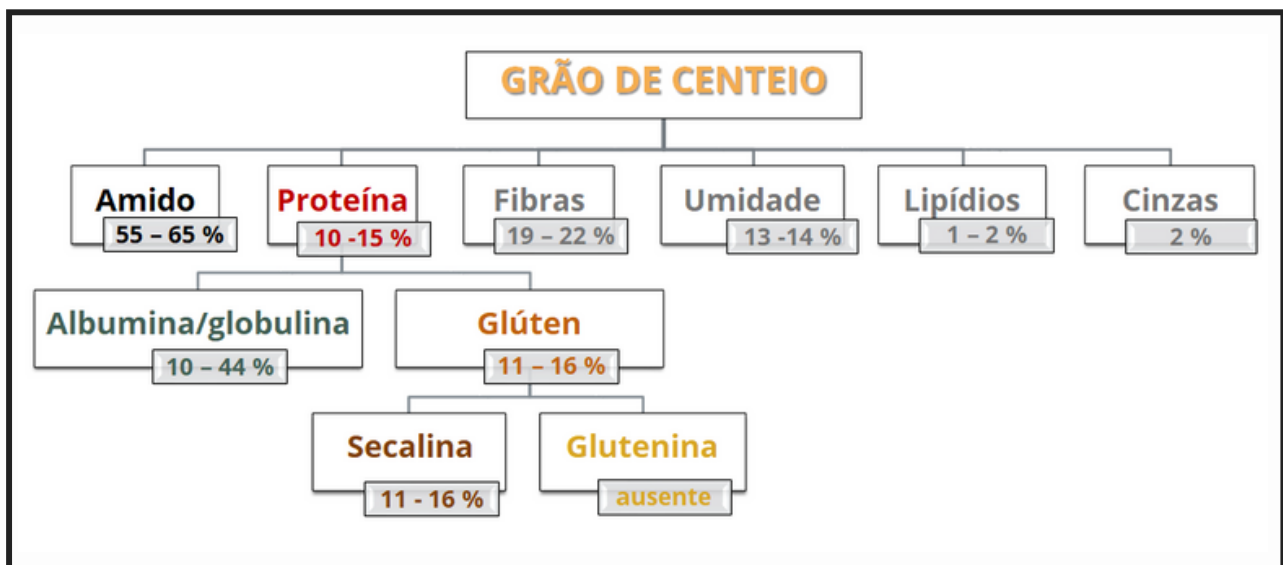 GRÃO DE CENTEIO
Amido
55 – 65 %
Proteína
10 -15 %
Fibras
19 – 22 %
Umidade
13 -14 %
Lipídios
1 – 2 %
Cinzas
2 %
Albumina/globulina
10 – 44 %
Glúten
11 – 16 %
Secalina
11 - 16 %
Glutenina
ausente